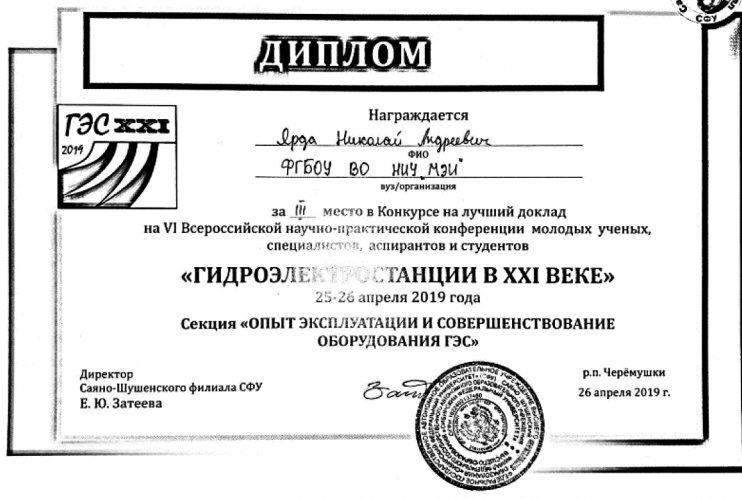 СФУ
ДИПЛОМ
ГЭС XXI
2019
Награждается
Ярда Николай Андреевич
ФИО
ФГБОУ ВО НИУ "МЭИ"
вуз/организация
за III место в Конкурсе на лучший доклад
на VI Всероссийской научно-практической конференции молодых ученых,
специалистов, аспирантов и студентов
«ГИДРОЭЛЕКТРОСТАНЦИИ В XXI ВЕКЕ»
25-26 апреля 2019 года
Секция «ОПЫТ ЭКСПЛУАТАЦИИ И СОВЕРШЕНСТВОВАНИЕ
ОБОРУДОВАНИЯ ГЭС»
Директор
Саяно-Шушенского филиала СФУ
Е. Ю. Затеева
р.п. Черёмушки
26 апреля 2019 г.